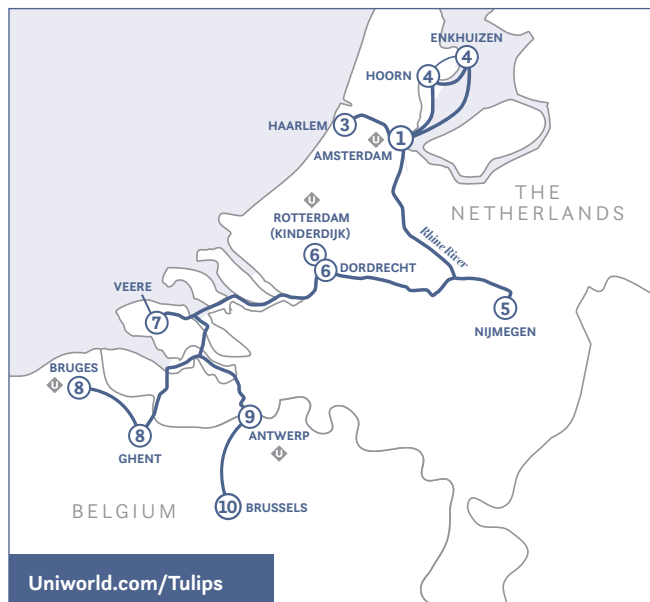 ENKHUIZEN
4
HOORN
4
HAARLEM
3
1
U
AMSTERDAM
THE
NETHERLANDS
U
ROTTERDAM
(KINDERDIJK)
Rhine River
6
6
DORDRECHT
VEERE
7
5
NIJMEGEN
BRUGES
U
8
9
ANTWERP
8
GHENT
U
BELGIUM
10
BRUSSELS
Uniworld.com/Tulips